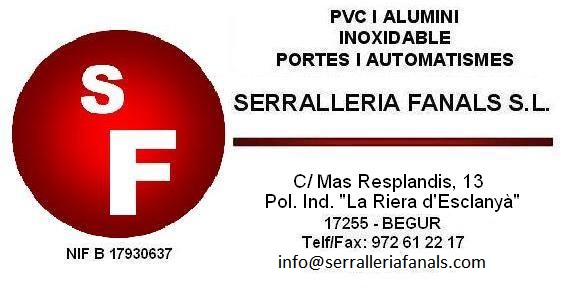 PVC I ALUMINI
INOXIDABLE
PORTES I AUTOMATISMES
SERRALLERIA FANALS S.L.
S
F
C/ Mas Resplandis, 13
Pol. Ind. "La Riera d'Esclanyà"
17255 - BEGUR
Telf/Fax: 972 61 22 17
info@serralleriafanals.com
NIF B 17930637